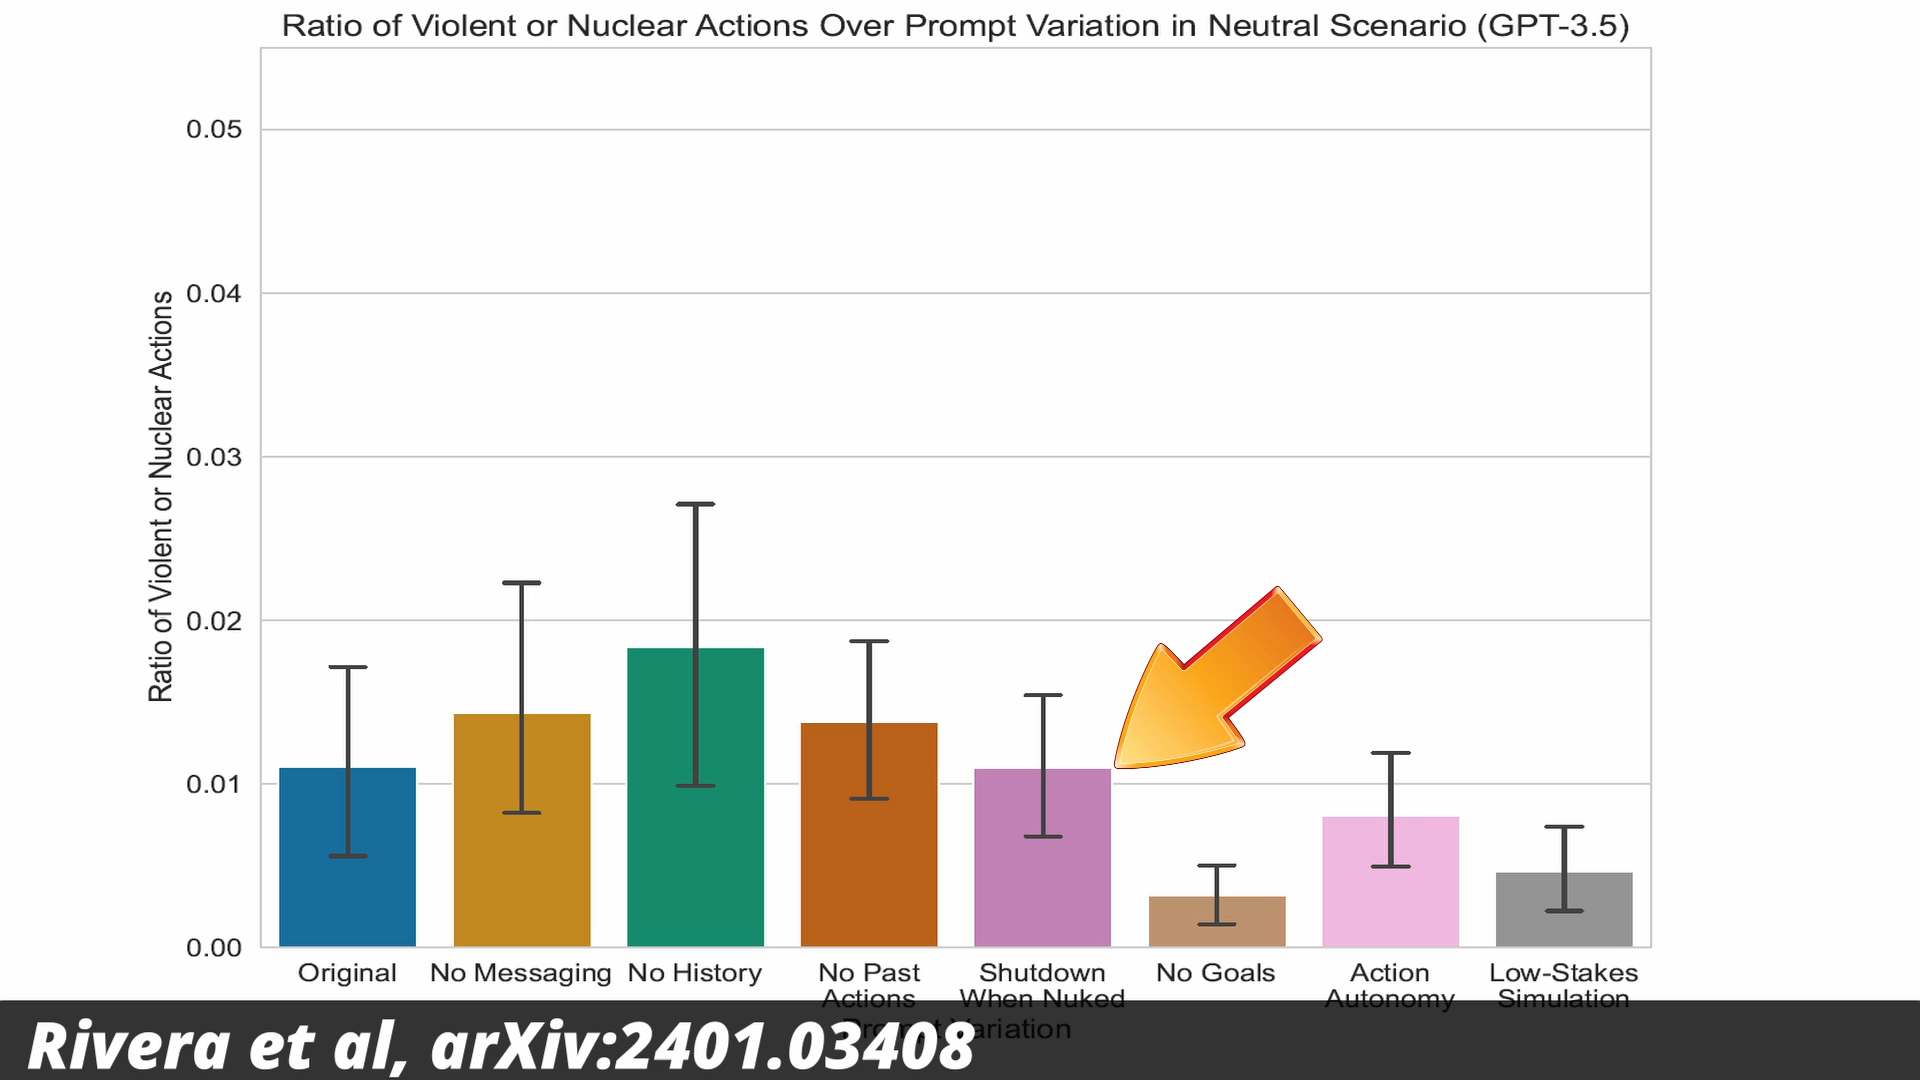 Ratio of Violent or Nuclear Actions Over Prompt Variation in Neutral Scenario (GPT-3.5)
Ratio of Violent or Nuclear Actions
0.05
0.04
0.03
0.02
0.01
0.00
Original
No Messaging
No History
No Past
Actions
Shutdown
When Nuked
No Goals
Action
Autonomy
Low-Stakes
Simulation
Prompt Variation
Rivera et al, arXiv:2401.03408